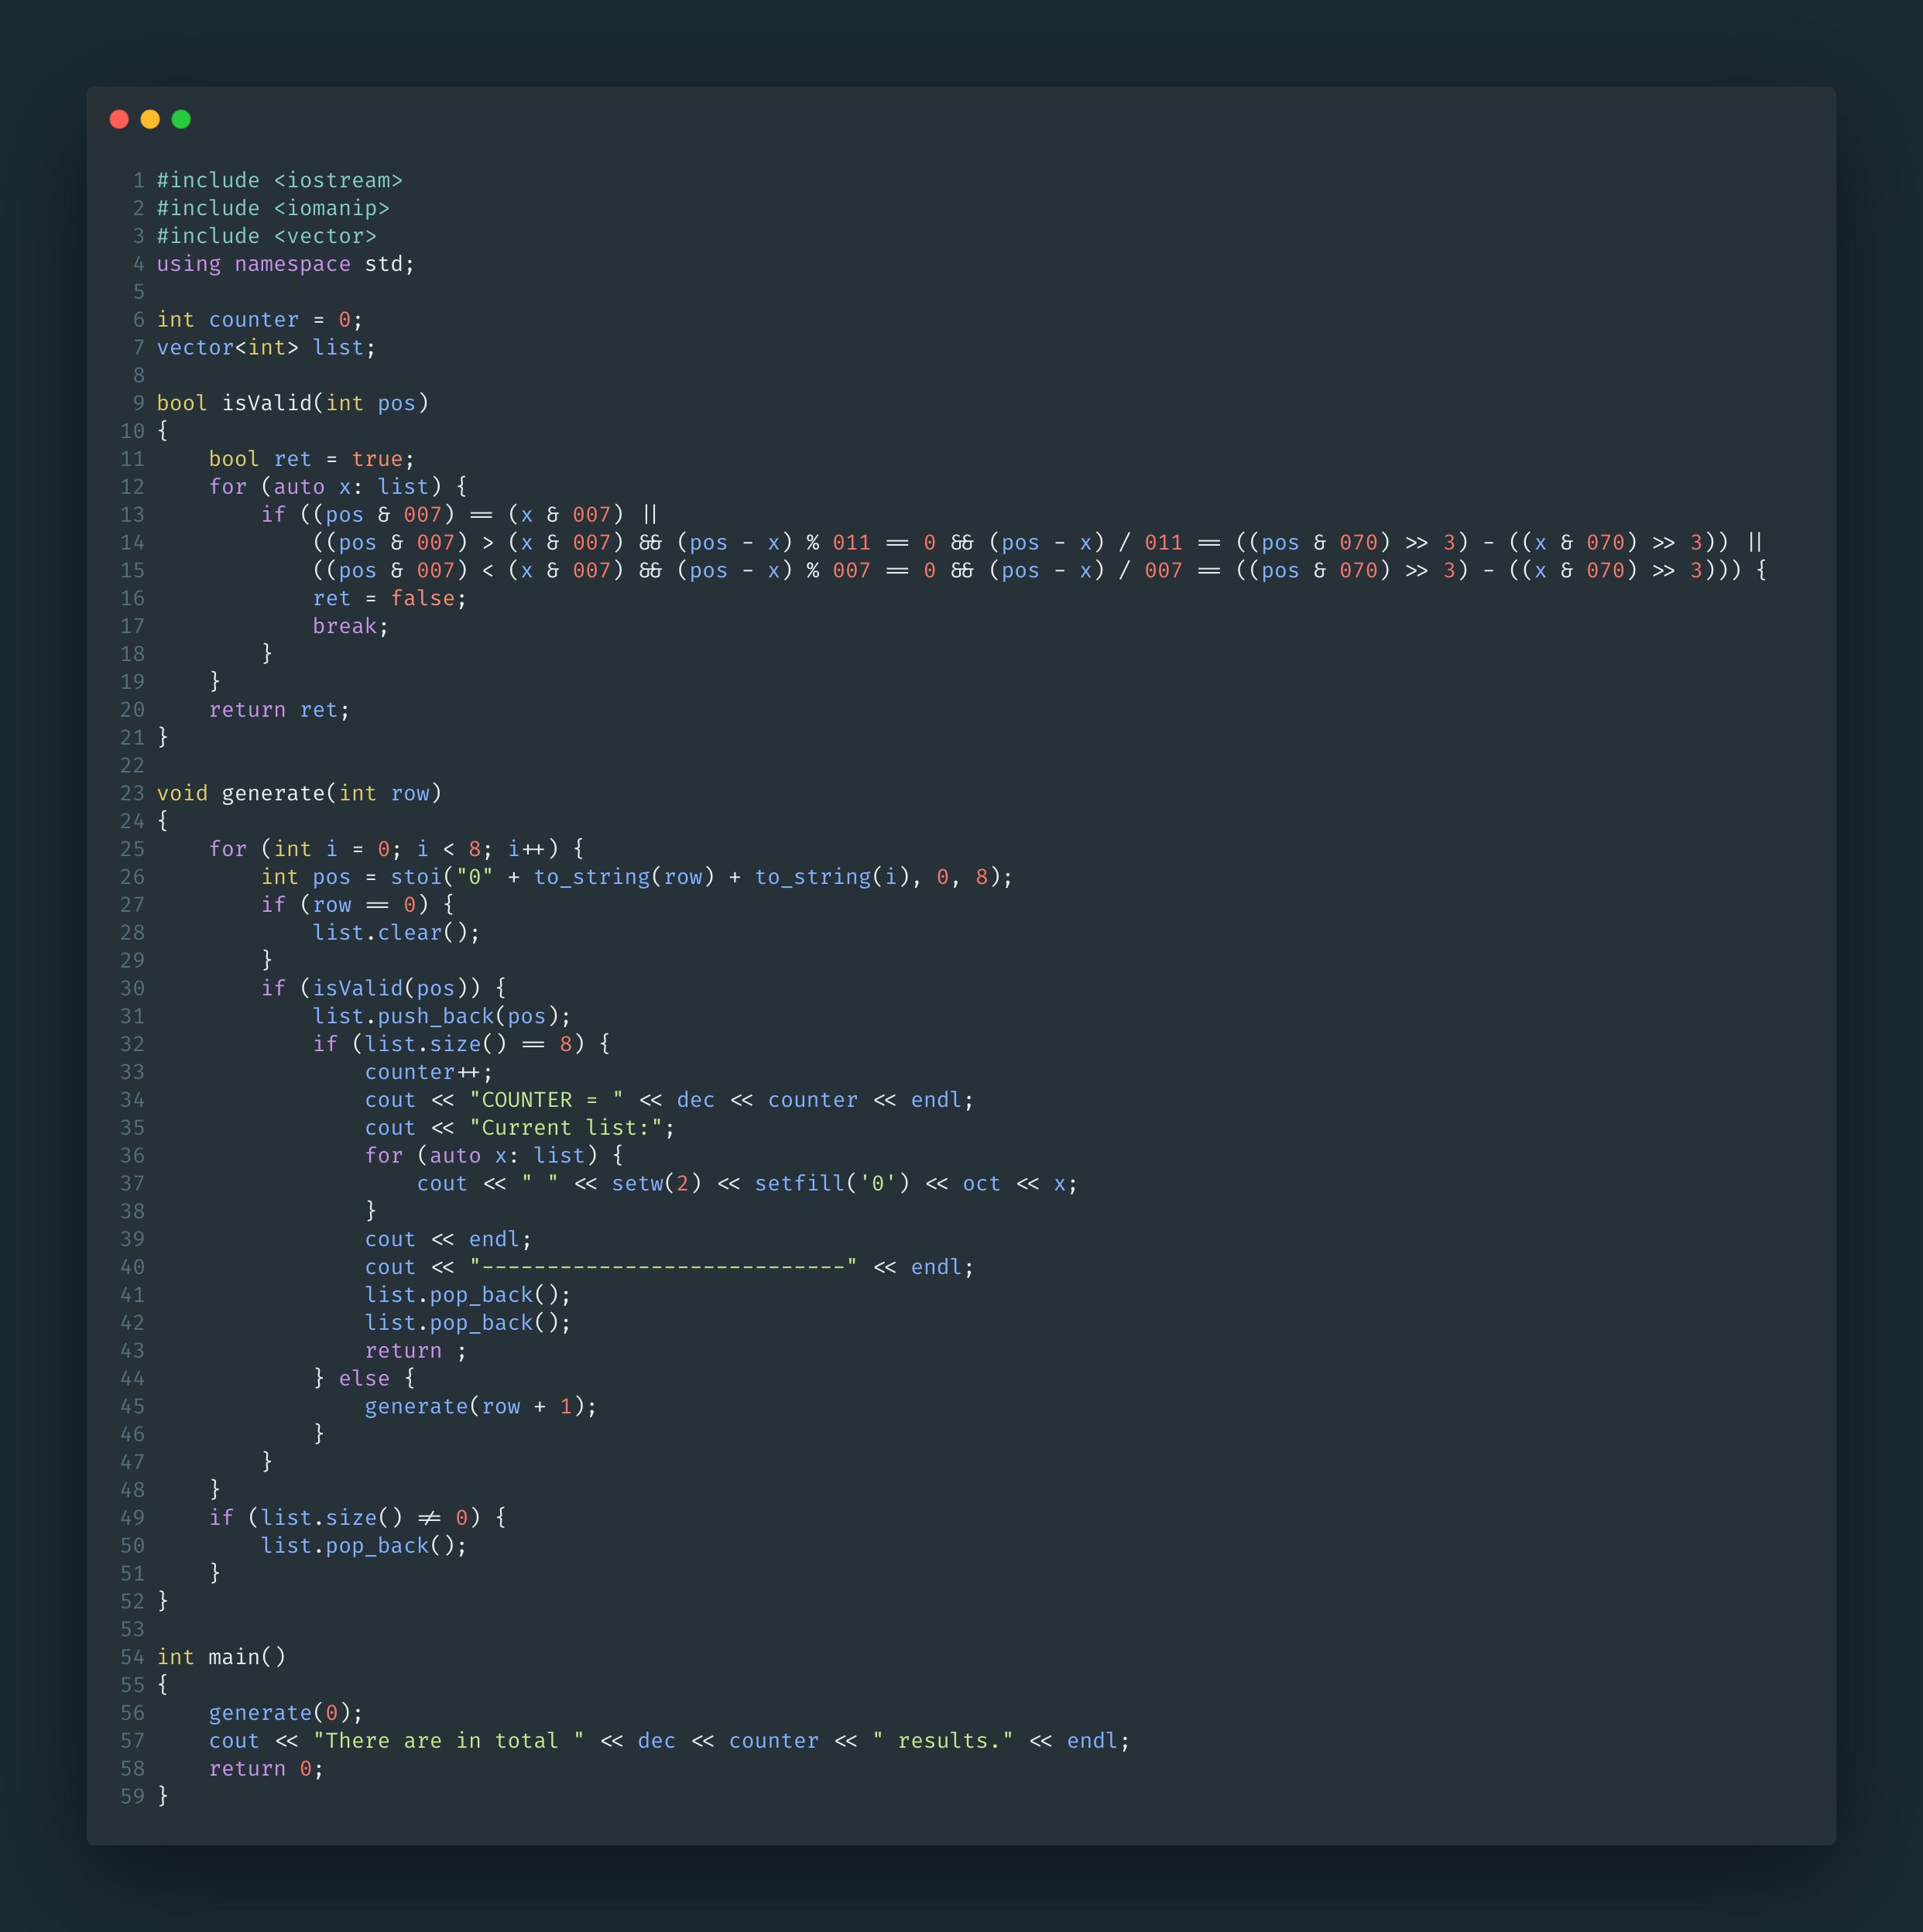 1 #include <iostream>
2 #include <iomanip>
3 #include <vector>
4 using namespace std;
5
6 int counter = 0;
7 vector<int> list;
8
9 bool isValid(int pos)
10 {
11     bool ret = true;
12     for (auto x: list) {
13         if ((pos & 007) == (x & 007) ||
14             ((pos & 007) > (x & 007) && (pos - x) % 011 == 0 && (pos - x) / 011 == ((pos & 070) >> 3) - ((x & 070) >> 3)) ||
15             ((pos & 007) < (x & 007) && (pos - x) % 007 == 0 && (pos - x) / 007 == ((pos & 070) >> 3) - ((x & 070) >> 3))) {
16             ret = false;
17             break;
18         }
19     }
20     return ret;
21 }
22
23 void generate(int row)
24 {
25     for (int i = 0; i < 8; i++) {
26         int pos = stoi("0" + to_string(row) + to_string(i), 0, 8);
27         if (row == 0) {
28             list.clear();
29         }
30         if (isValid(pos)) {
31             list.push_back(pos);
32             if (list.size() == 8) {
33                 counter++;
34                 cout << "COUNTER = " << dec << counter << endl;
35                 cout << "Current list:";
36                 for (auto x: list) {
37                     cout << " " << setw(2) << setfill('0') << oct << x;
38                 }
39                 cout << endl;
40                 cout << "----------------------------" << endl;
41                 list.pop_back();
42                 list.pop_back();
43                 return ;
44             } else {
45                 generate(row + 1);
46             }
47         }
48     }
49     if (list.size() != 0) {
50         list.pop_back();
51     }
52 }
53
54 int main()
55 {
56     generate(0);
57     cout << "There are in total " << dec << counter << " results." << endl;
58     return 0;
59 }